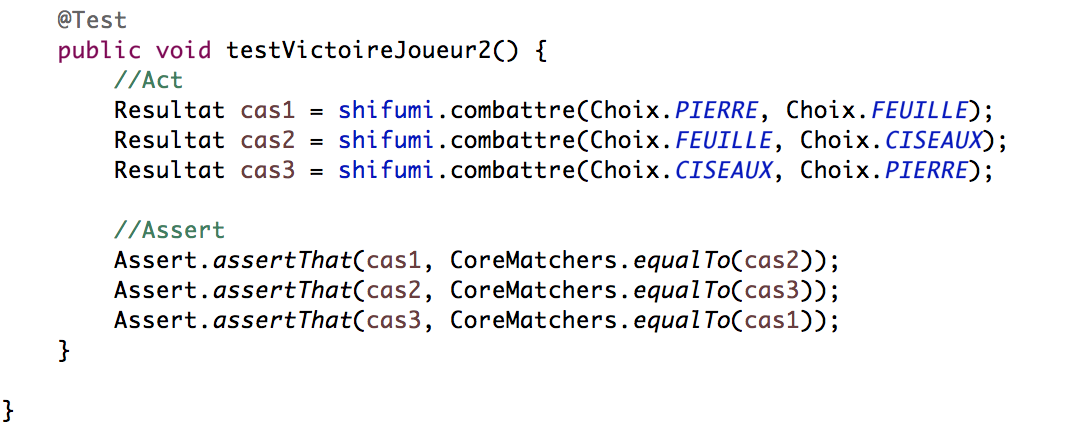 @Test
public void testVictoireJoueur2() {
//Act
Resultat cas1 = shifumi.combattre(Choix.PIERRE, Choix.FEUILLE);
Resultat cas2 = shifumi.combattre(Choix.FEUILLE, Choix.CISEAUX);
Resultat cas3 = shifumi.combattre(Choix.CISEAUX, Choix.PIERRE);
//Assert
Assert.assertThat(cas1, CoreMatchers.equalTo(cas2));
Assert.assertThat(cas2, CoreMatchers.equalTo(cas3));
Assert.assertThat(cas3, CoreMatchers.equalTo(cas1));
}
}